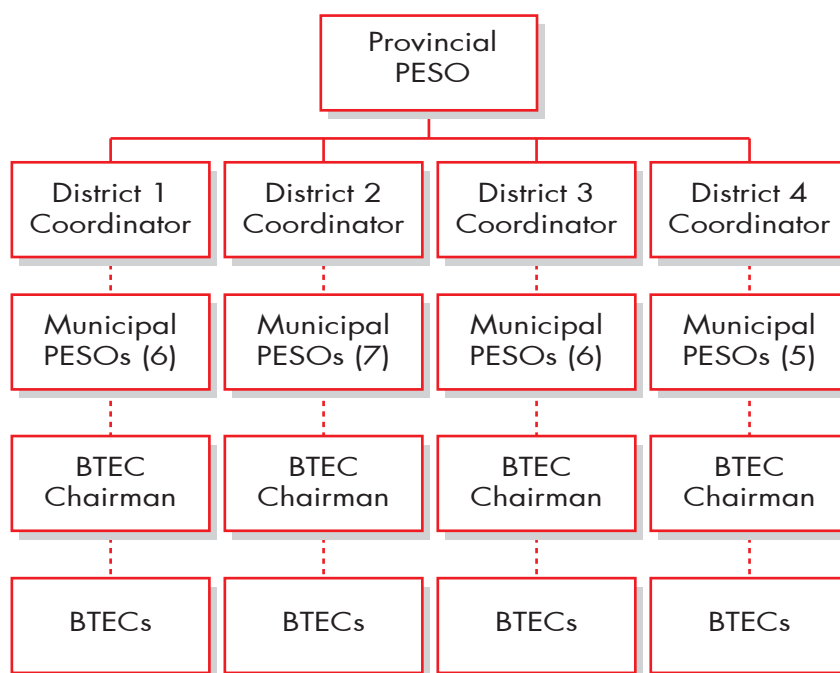 Provincial
PESO
District 1
Coordinator
District 2
Coordinator
District 3
Coordinator
District 4
Coordinator
Municipal
PESOs (6)
Municipal
PESOs (7)
Municipal
PESOs (6)
Municipal
PESOs (5)
BTEC
Chairman
BTEC
Chairman
BTEC
Chairman
BTEC
Chairman
BTECs
BTECs
BTECs
BTECs